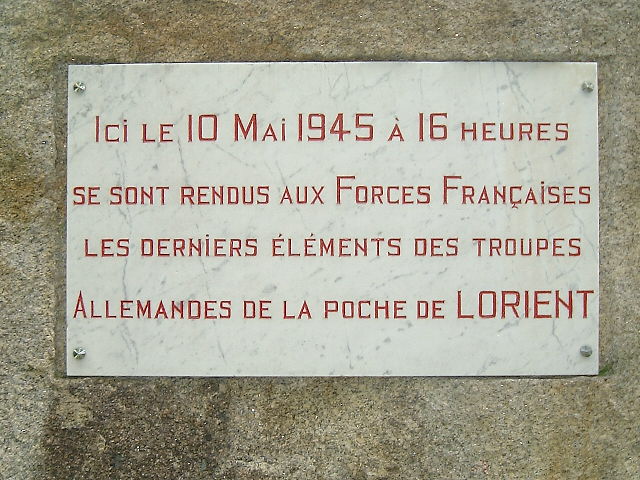 Ici le 10 Mai 1945 à 16 heures
se sont rendus aux Forces Françaises
les derniers éléments des troupes
Allemandes de la poche de LORIENT